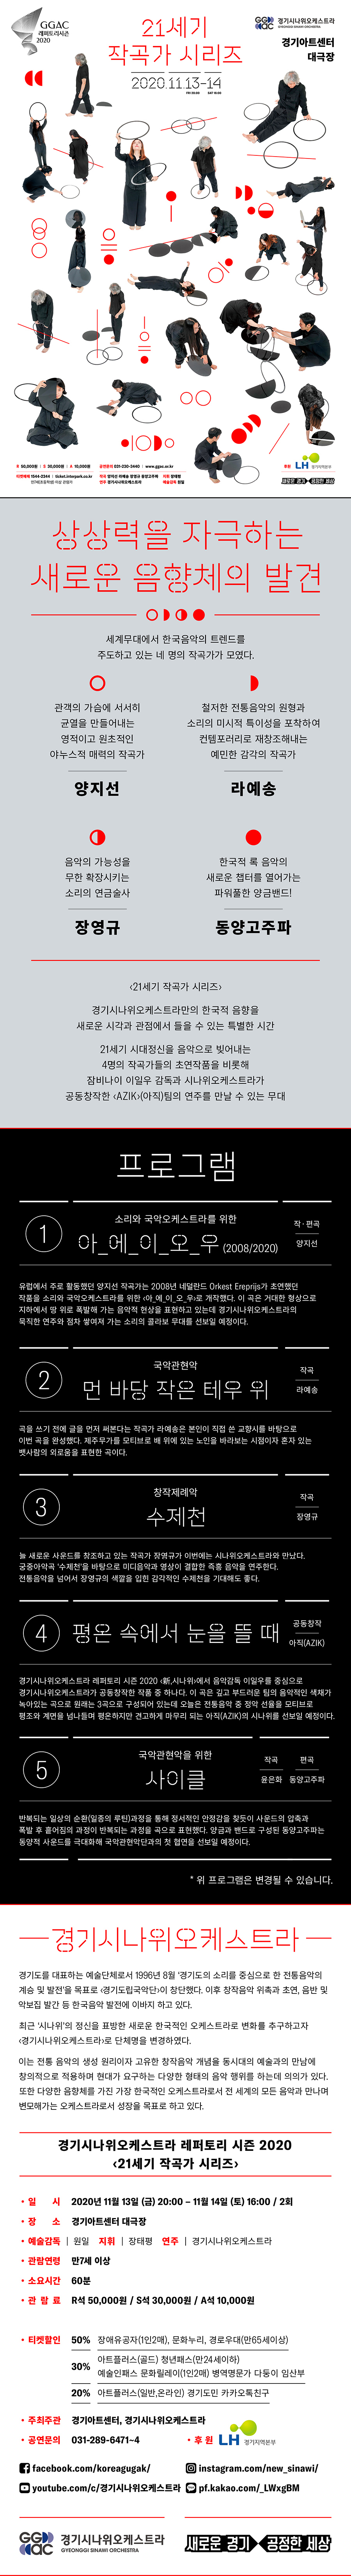 GGAC
레퍼토리시즌
2020
21세기
작곡가 시리즈
2020.11.13-14
FRI 20:00 SAT 16:00
경기시나위오케스트라
GYEONGGI SINAWI ORCHESTRA
경기아트센터
대극장
R 50,000원 | S 30,000원 | A 10,000원
공연문의 031-230-3440 | www.ggac.or.kr
인터파크 1544-2344 | ticket.interpark.co.kr
후원 LH 경기지역본부
새로운 경기 공정한 세상
상상력을 자극하는
새로운 음향체의 발견
세계무대에서 한국음악의 트렌드를
주도하고 있는 네 명의 작곡가가 모였다.
관객의 가슴에 서서히
균열을 만들어내는
영적이고 원초적인
야누스적 매력의 작곡가
양지선
철저한 전통음악의 원형과
소리의 미시적 특이성을 포착하여
컨템포러리로 재창조해내는
예민한 감각의 작곡가
라예송
음악의 가능성을
무한 확장시키는
소리의 연금술사
장영규
한국적 록 음악의
새로운 챕터를 열어가는
파워풀한 양금밴드!
동양고주파
<21세기 작곡가 시리즈>
경기시나위오케스트라만의 한국적 음향을
새로운 시각과 관점에서 들을 수 있는 특별한 시간
21세기 시대정신을 음악으로 빚어내는
4명의 작곡가들의 초연작품을 비롯해
잠비나이 이일우 감독과 시나위오케스트라가
공동창작한 <AZIK>(아직)팀의 연주를 만날 수 있는 무대
프로그램
1
소리와 국악오케스트라를 위한
아_에_이_오_우 (2008/2020)
작·편곡
양지선
유럽에서 주로 활동했던 양지선 작곡가는 2008년 네덜란드 Orkest Ereprijs가 초연했던
작품을 소리와 국악오케스트라를 위한 <아_에_이_오_우>로 개작했다. 이 곡은 거대한 형상으로
지하에서 땅 위로 폭발해 가는 음악적 현상을 표현하고 있는데 경기시나위오케스트라의
묵직한 연주와 점차 쌓여져 가는 소리의 콜라보 무대를 선보일 예정이다.
2
국악관현악
먼 바당 작은 테우 위
작곡
라예송
곡을 쓰기 전에 글을 먼저 써본다는 작곡가 라예송은 본인이 직접 쓴 교향시를 바탕으로
이번 곡을 완성했다. 제주무가를 모티브로 배 위에 있는 노인을 바라보는 시점이자 혼자 있는
뱃사람의 외로움을 표현한 곡이다.
3
창작제례악
수제천
작곡
장영규
늘 새로운 사운드를 창조하고 있는 작곡가 장영규가 이번에는 시나위오케스트라와 만났다.
궁중아악곡 '수제천'을 바탕으로 미디음악과 영상이 결합한 즉흥 음악을 연주한다.
전통음악을 넘어서 장영규의 색깔을 입힌 감각적인 수제천을 기대해도 좋다.
4
평온 속에서 눈을 뜰 때
공동창작
아직(AZIK)
경기시나위오케스트라 레퍼토리 시즌 2020 <新,시나위>에서 음악감독 이일우를 중심으로
경기시나위오케스트라가 공동창작한 작품 중 하나다. 이 곡은 깊고 부드러운 팀의 음악적인 색채가
녹아있는 곡으로 원래는 3곡으로 구성되어 있는데 오늘은 전통음악 중 정악 선율을 모티브로
평조와 계면을 넘나들며 평온하지만 견고하게 마무리 되는 아직(AZIK)의 시나위를 선보일 예정이다.
5
국악관현악을 위한
사이클
작곡
윤은화
편곡
동양고주파
반복되는 일상의 순환(일종의 루틴)과정을 통해 정서적인 안정감을 찾듯이 사운드의 압축과
폭발 후 흩어짐의 과정이 반복되는 과정을 곡으로 표현했다. 양금과 밴드로 구성된 동양고주파는
동양적 사운드를 극대화해 국악관현악단과의 첫 협연을 선보일 예정이다.
* 위 프로그램은 변경될 수 있습니다.
경기시나위오케스트라
경기도를 대표하는 예술단체로서 1996년 8월 '경기도의 소리를 중심으로 한 전통음악의
계승 및 발전'을 목표로 <경기도립국악단>이 창단했다. 이후 창작음악 위촉과 초연, 음반 및
악보집 발간 등 한국음악 발전에 이바지 하고 있다.
최근 '시나위'의 정신을 표방한 새로운 한국적인 오케스트라로 변화를 추구하고자
<경기시나위오케스트라>로 단체명을 변경하였다.
이는 전통 음악의 생성 원리이자 고유한 창작음악 개념을 동시대의 예술과의 만남에
창의적으로 적용하며 현대가 요구하는 다양한 형태의 음악 행위를 하는데 의의가 있다.
또한 다양한 음향체를 가진 가장 한국적인 오케스트라로서 전 세계의 모든 음악과 만나며
변모해가는 오케스트라로서 성장을 목표로 하고 있다.
경기시나위오케스트라 레퍼토리 시즌 2020
<21세기 작곡가 시리즈>
• 일 시 2020년 11월 13일 (금) 20:00 – 11월 14일 (토) 16:00 / 2회
• 장 소 경기아트센터 대극장
• 예술감독 | 원일 지휘 | 장태평 연주 | 경기시나위오케스트라
• 관람연령 만7세 이상
• 소요시간 60분
• 관 람 료 R석 50,000원 / S석 30,000원 / A석 10,000원
• 티켓할인 50% 장애유공자(1인2매), 문화누리, 경로우대(만65세이상)
30% 아트플러스(골드) 청년패스(만24세이하)
예술인패스 문화릴레이(1인2매) 병역명문가 다둥이 임산부
20% 아트플러스(일반,온라인) 경기도민 카카오톡친구
• 주최주관 경기아트센터, 경기시나위오케스트라
• 공연문의 031-289-6471~4
• 후 원 LH 경기지역본부
facebook.com/koreagugak/
instagram.com/new_sinawi/
youtube.com/c/경기시나위오케스트라
pf.kakao.com/_LWxgBM
경기시나위오케스트라
GYEONGGI SINAWI ORCHESTRA
새로운 경기 공정한 세상